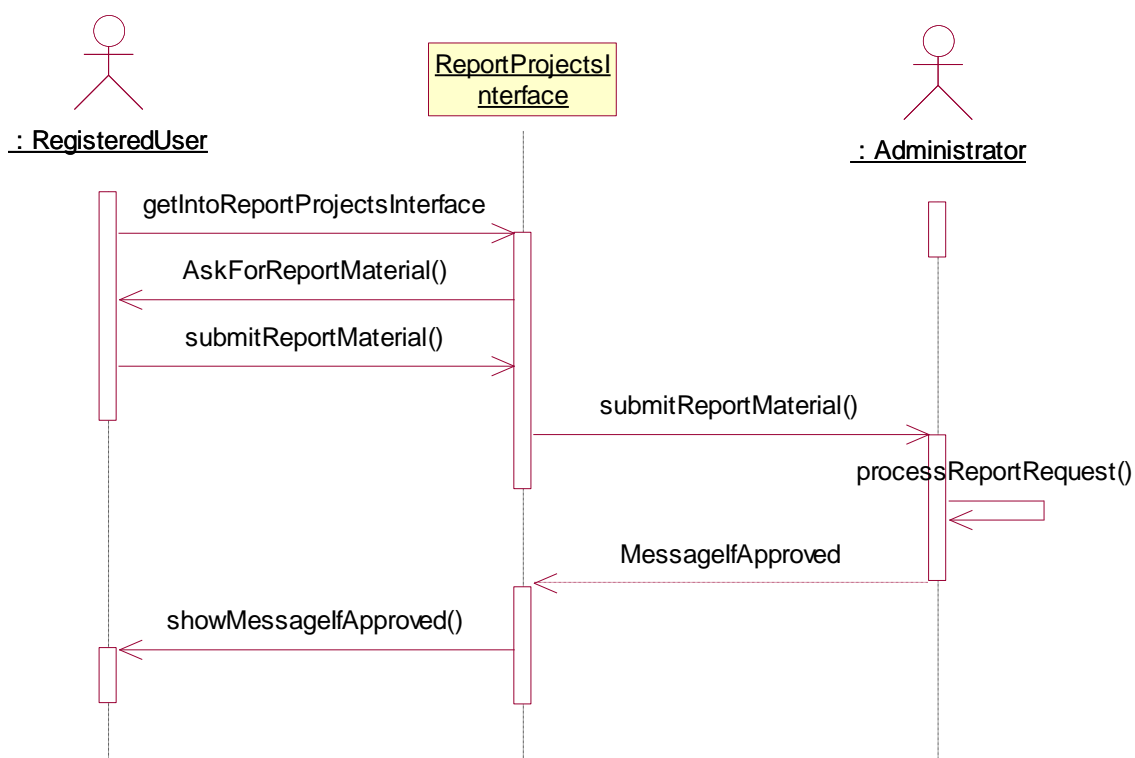 ReportProjectsI
nterface
: RegisteredUser
: Administrator
getIntoReportProjectsInterface
AskForReportMaterial()
submitReportMaterial()
submitReportMaterial()
processReportRequest()
MessageIfApproved
showMessageIfApproved()